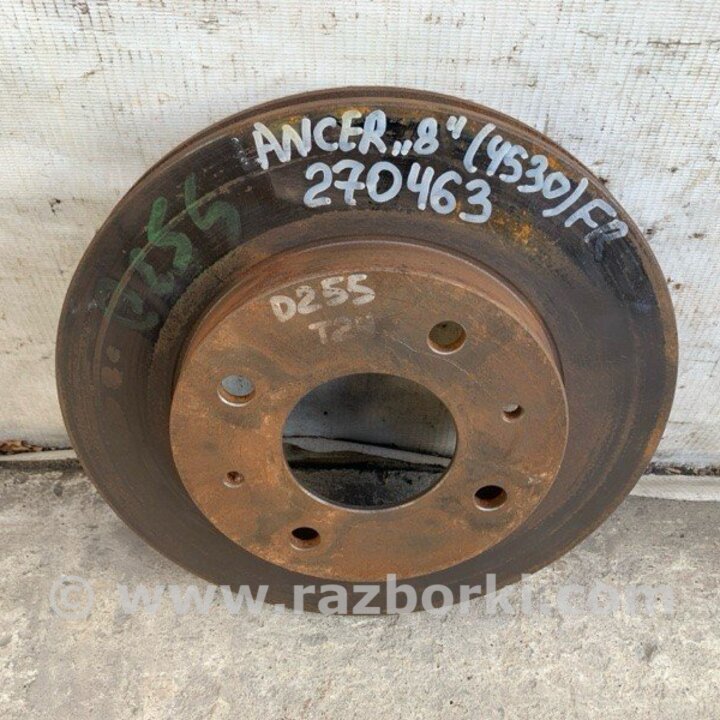 ANCER „8" (4530) FR
270463
D255
D255
© www.razborki.com